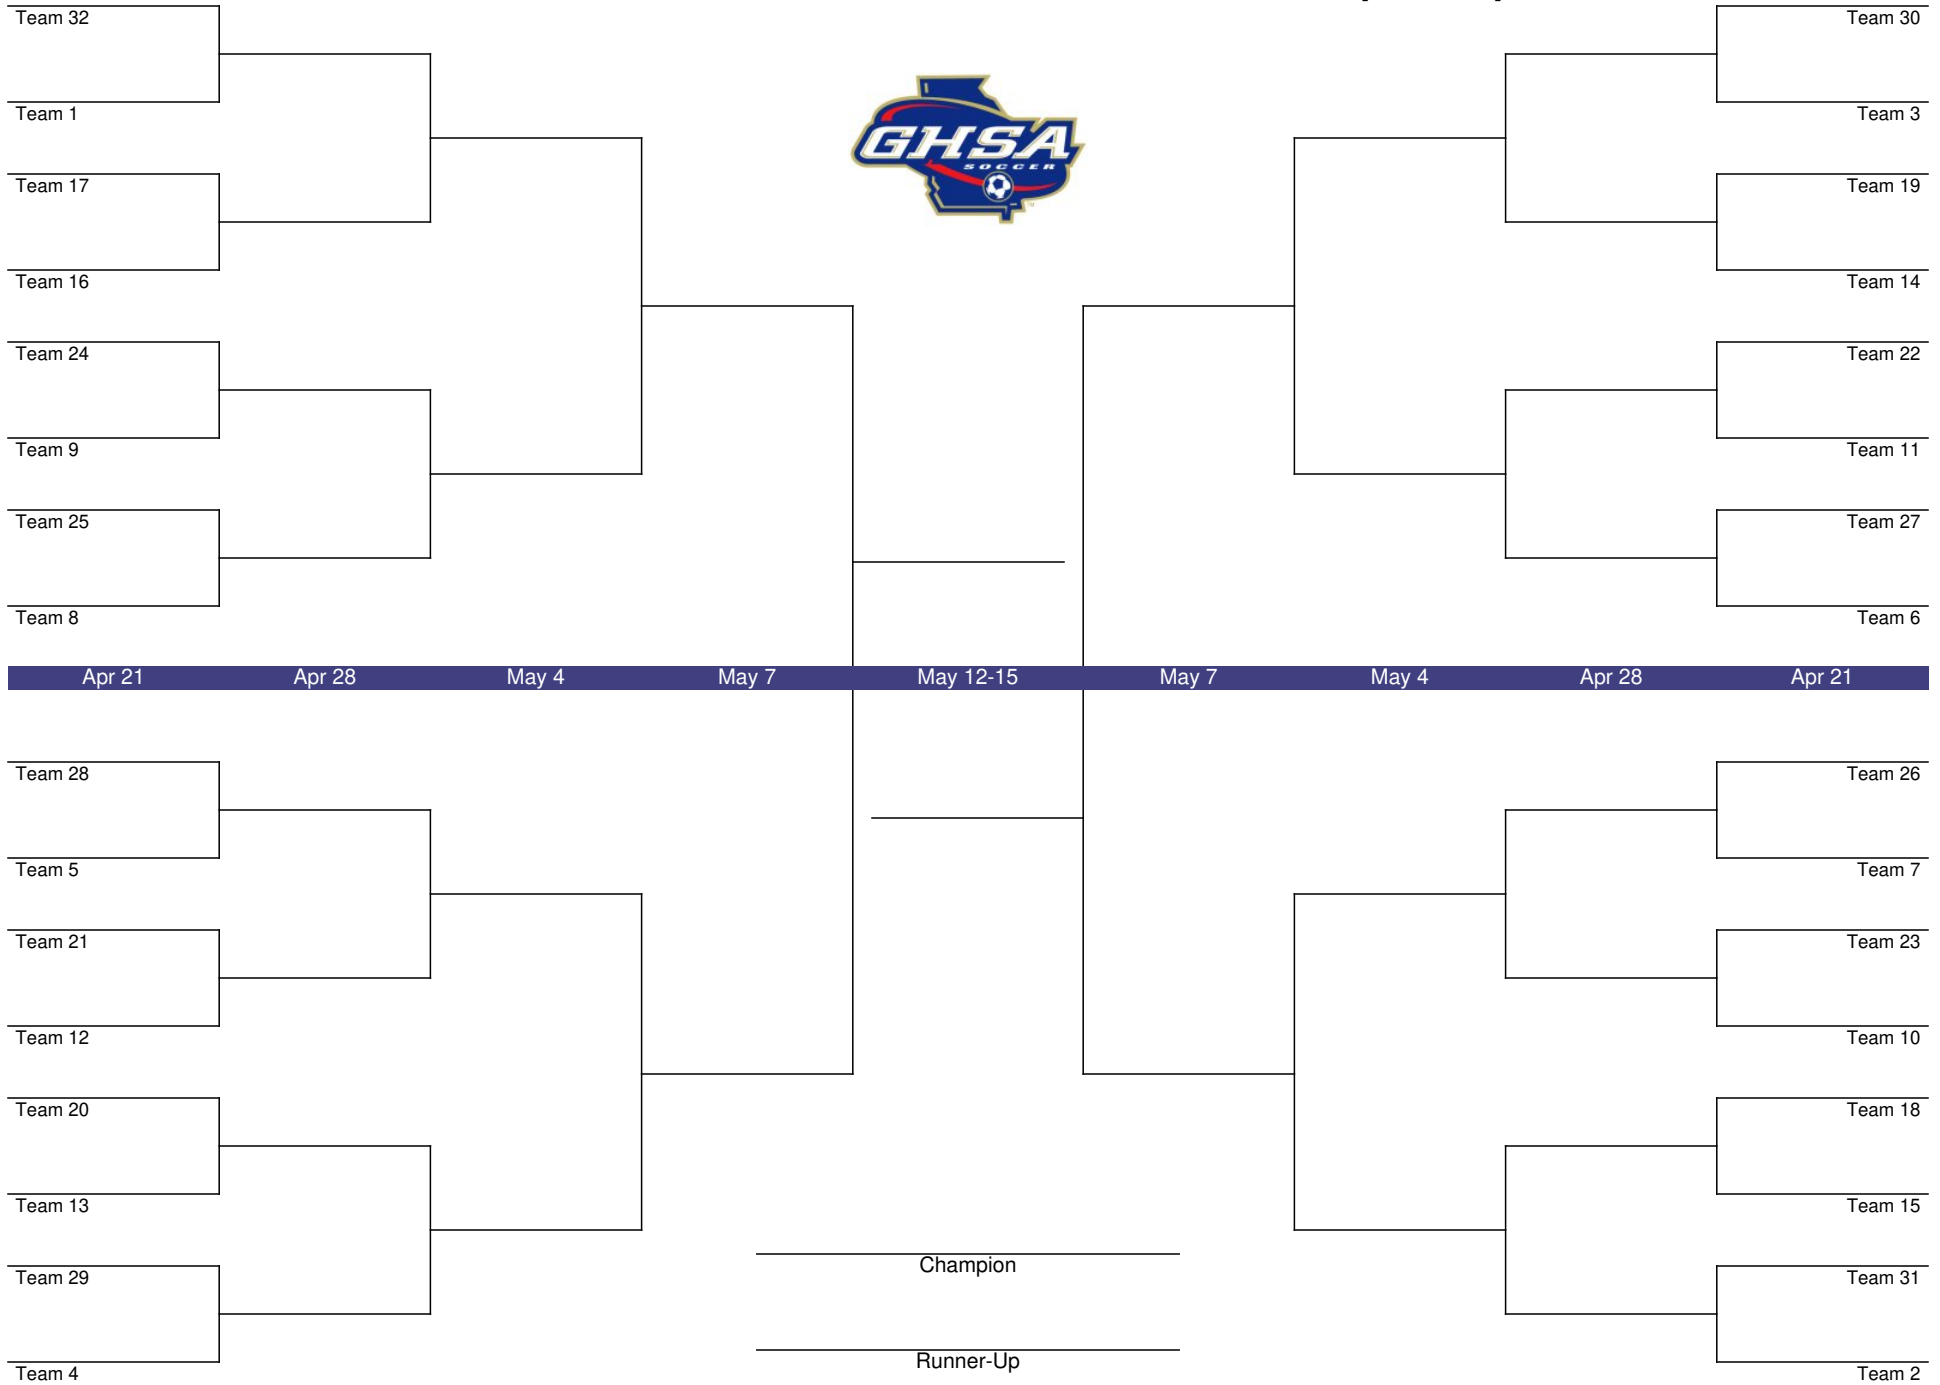 Team 32
Team 1
Team 17
Team 16
Team 24
Team 9
Team 25
Team 8
GHSA
SOCCER
Team 30
Team 3
Team 19
Team 14
Team 22
Team 11
Team 27
Team 6
Apr 21 Apr 28 May 4 May 7 May 12-15 May 7 May 4 Apr 28 Apr 21
Team 28
Team 5
Team 21
Team 12
Team 20
Team 13
Team 29
Team 4
Champion
Runner-Up
Team 26
Team 7
Team 23
Team 10
Team 18
Team 15
Team 31
Team 2